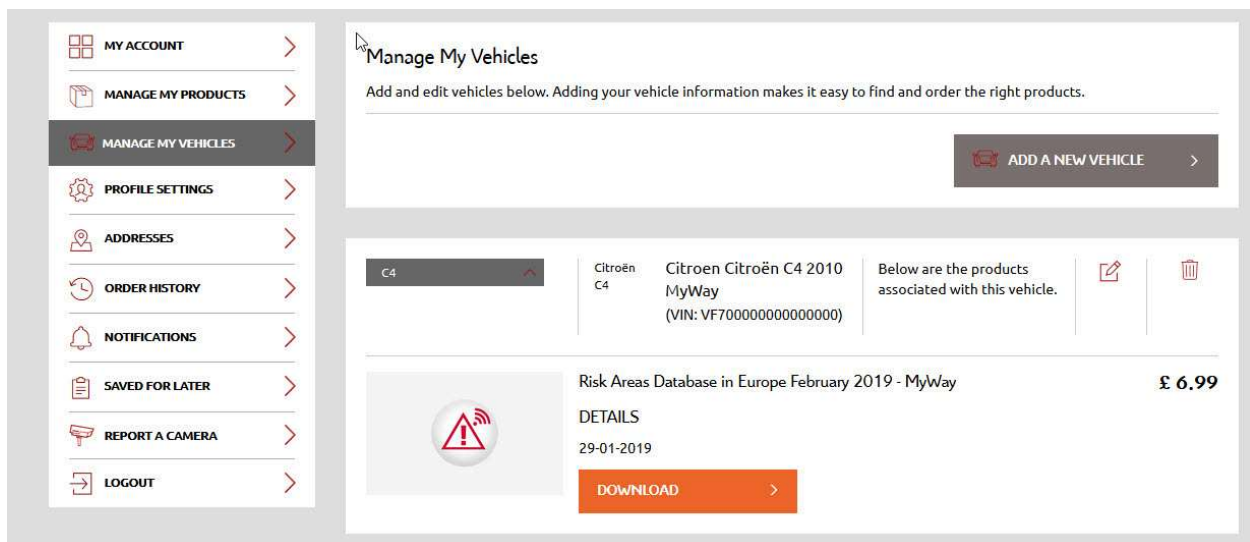 MY ACCOUNT
MANAGE MY PRODUCTS
MANAGE MY VEHICLES
PROFILE SETTINGS
ADDRESSES
ORDER HISTORY
NOTIFICATIONS
SAVED FOR LATER
REPORT A CAMERA
LOGOUT
Manage My Vehicles
Add and edit vehicles below. Adding your vehicle information makes it easy to find and order the right products.
ADD A NEW VEHICLE
C4
Citroën
C4
Citroen Citroën C4 2010
MyWay
(VIN: VF700000000000000)
Below are the products
associated with this vehicle.
Risk Areas Database in Europe February 2019 - MyWay
£ 6.99
DETAILS
29-01-2019
DOWNLOAD